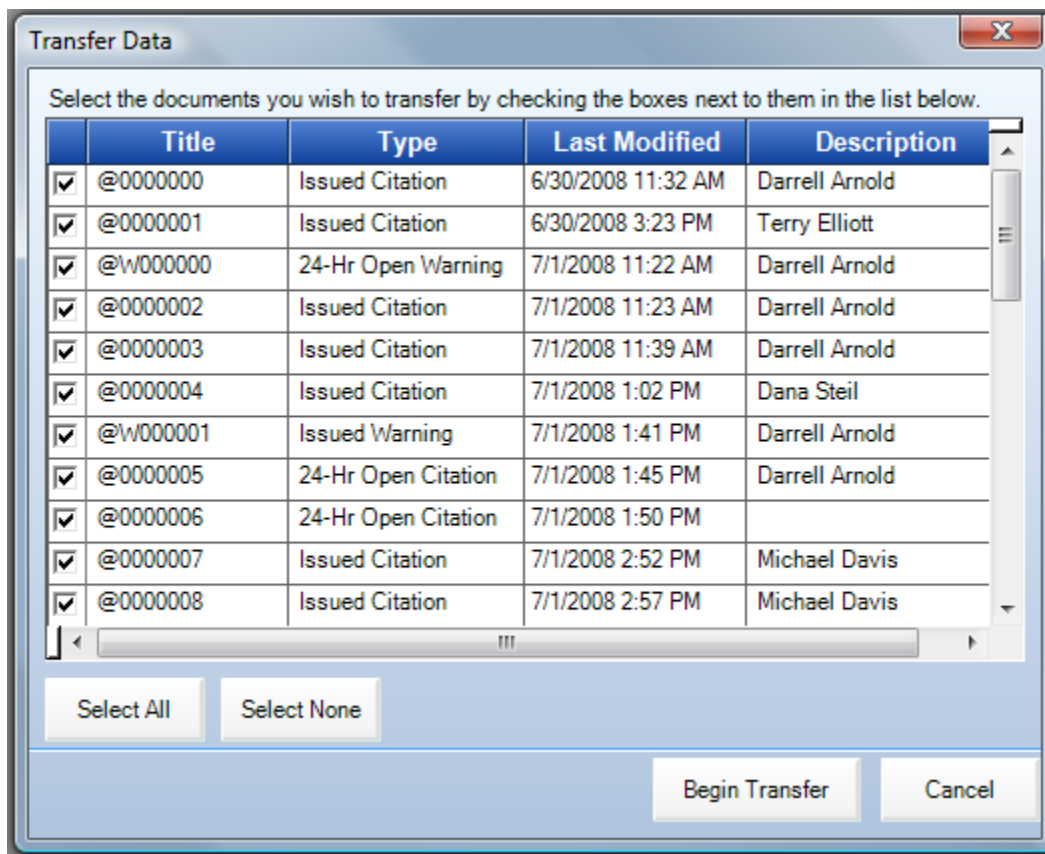 Transfer Data
Select the documents you wish to transfer by checking the boxes next to them in the list below.
Title Type Last Modified Description
@0000000 Issued Citation 6/30/2008 11:32 AM Darrell Arnold
@0000001 Issued Citation 6/30/2008 3:23 PM Terry Elliott
@W000000 24-Hr Open Warning 7/1/2008 11:22 AM Darrell Arnold
@0000002 Issued Citation 7/1/2008 11:23 AM Darrell Arnold
@0000003 Issued Citation 7/1/2008 11:39 AM Darrell Arnold
@0000004 Issued Citation 7/1/2008 1:02 PM Dana Steil
@W000001 Issued Warning 7/1/2008 1:41 PM Darrell Arnold
@0000005 24-Hr Open Citation 7/1/2008 1:45 PM Darrell Arnold
@0000006 24-Hr Open Citation 7/1/2008 1:50 PM
@0000007 Issued Citation 7/1/2008 2:52 PM Michael Davis
@0000008 Issued Citation 7/1/2008 2:57 PM Michael Davis
Select All Select None
Begin Transfer Cancel